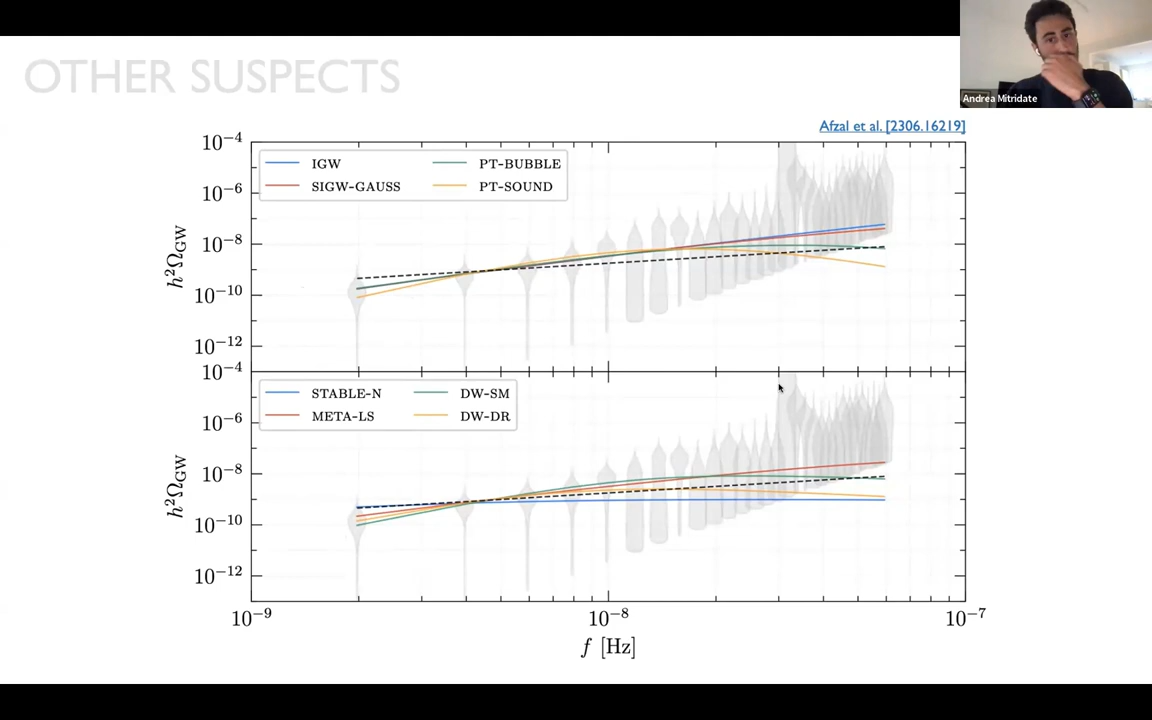 OTHER SUSPECTS
Andrea Mitridate
Afzal et al. [2306.16219]
10⁻⁴
10⁻⁶
10⁻⁸
10⁻¹⁰
10⁻¹²
h²Ω_GW
IGW PT-BUBBLE
SIGW-GAUSS PT-SOUND
10⁻⁴
10⁻⁶
10⁻⁸
10⁻¹⁰
10⁻¹²
h²Ω_GW
STABLE-N DW-SM
META-LS DW-DR
10⁻⁹ 10⁻⁸ 10⁻⁷
f [Hz]